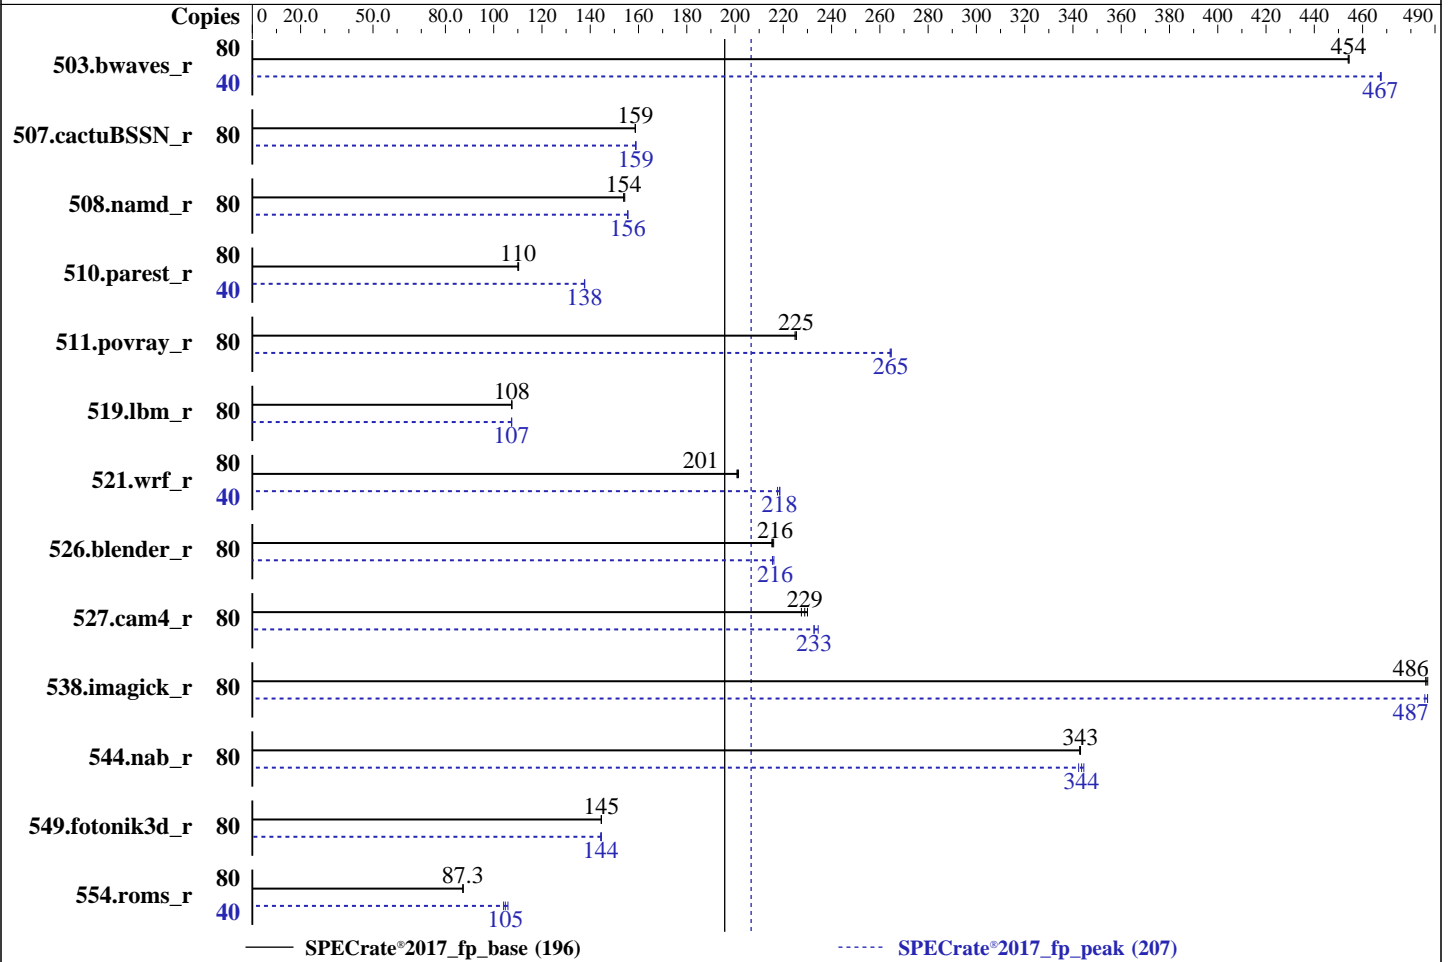 Copies 0 20.0 50.0 80.0 100 120 140 160 180 200 220 240 260 280 300 320 340 360 380 400 420 440 460 490
503.bwaves_r 80 454
40 467
507.cactuBSSN_r 80 159
159
508.namd_r 80 154
156
510.parest_r 80 110
40 138
511.povray_r 80 225
265
519.lbm_r 80 108
107
521.wrf_r 80 201
40 218
526.blender_r 80 216
216
527.cam4_r 80 229
233
538.imagick_r 80 486
487
544.nab_r 80 343
344
549.fotonik3d_r 80 145
144
554.roms_r 80 87.3
40 105
SPECrate®2017_fp_base (196) SPECrate®2017_fp_peak (207)